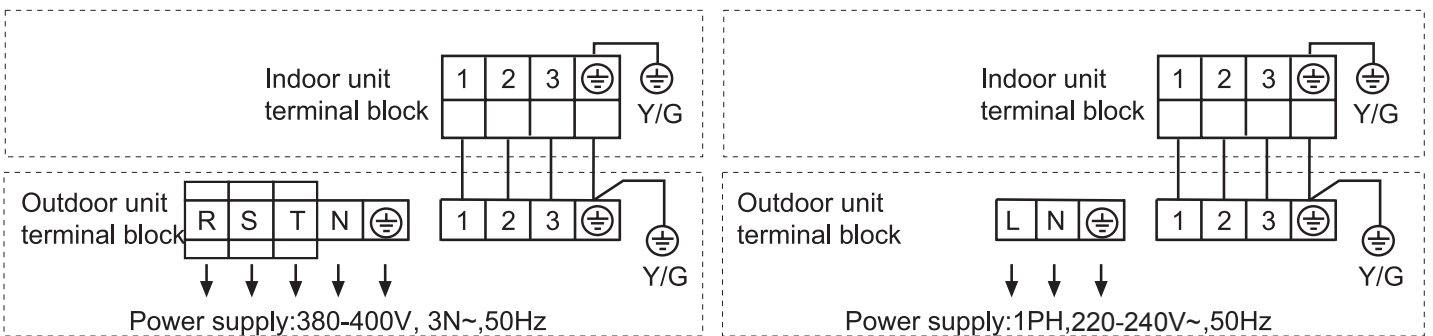 Indoor unit
terminal block
1 2 3
Y/G
Outdoor unit
terminal block
R S T N
1 2 3
Y/G
Power supply:380-400V, 3N~,50Hz
Indoor unit
terminal block
1 2 3
Y/G
Outdoor unit
terminal block
L N
1 2 3
Y/G
Power supply:1PH,220-240V~,50Hz